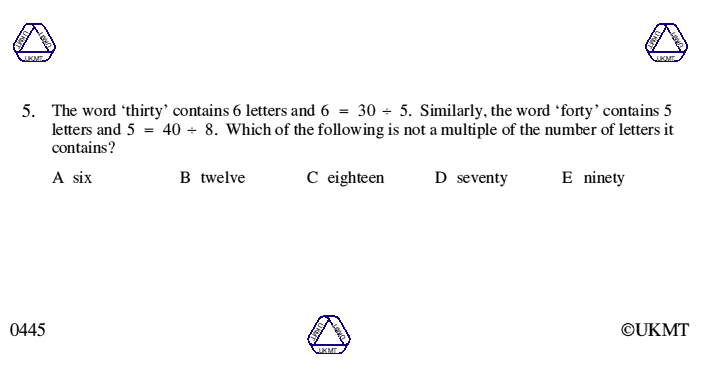 UKMT UKMT UKMT
UKMT UKMT UKMT
5. The word ‘thirty’ contains 6 letters and 6 = 30 ÷ 5. Similarly, the word ‘forty’ contains 5
letters and 5 = 40 ÷ 8. Which of the following is not a multiple of the number of letters it
contains?
A six B twelve C eighteen D seventy E ninety
0445
UKMT UKMT UKMT
©UKMT